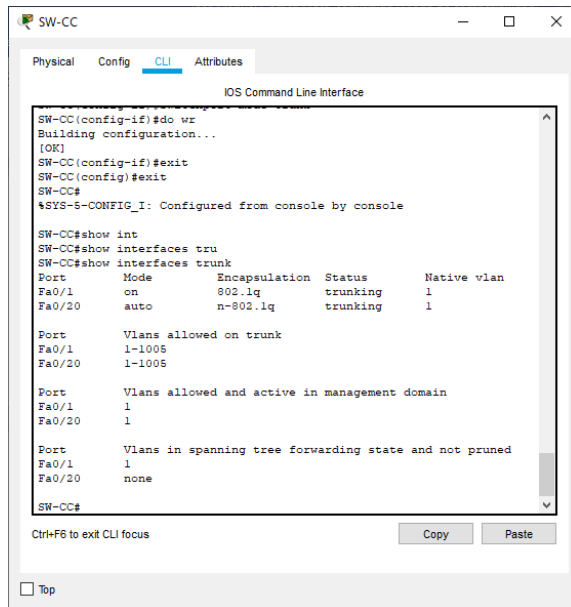 SW-CC
Physical Config CLI Attributes
IOS Command Line Interface
SW-CC(config-if)#do wr
Building configuration...
[OK]
SW-CC(config-if)#exit
SW-CC(config)#exit
SW-CC#
%SYS-5-CONFIG_I: Configured from console by console
SW-CC#show int
SW-CC#show interfaces tru
SW-CC#show interfaces trunk
Port Mode Encapsulation Status Native vlan
Fa0/1 on 802.1q trunking 1
Fa0/20 auto n-802.1q trunking 1
Port Vlans allowed on trunk
Fa0/1 1-1005
Fa0/20 1-1005
Port Vlans allowed and active in management domain
Fa0/1 1
Fa0/20 1
Port Vlans in spanning tree forwarding state and not pruned
Fa0/1 1
Fa0/20 none
SW-CC#
Ctrl+F6 to exit CLI focus Copy Paste
Top